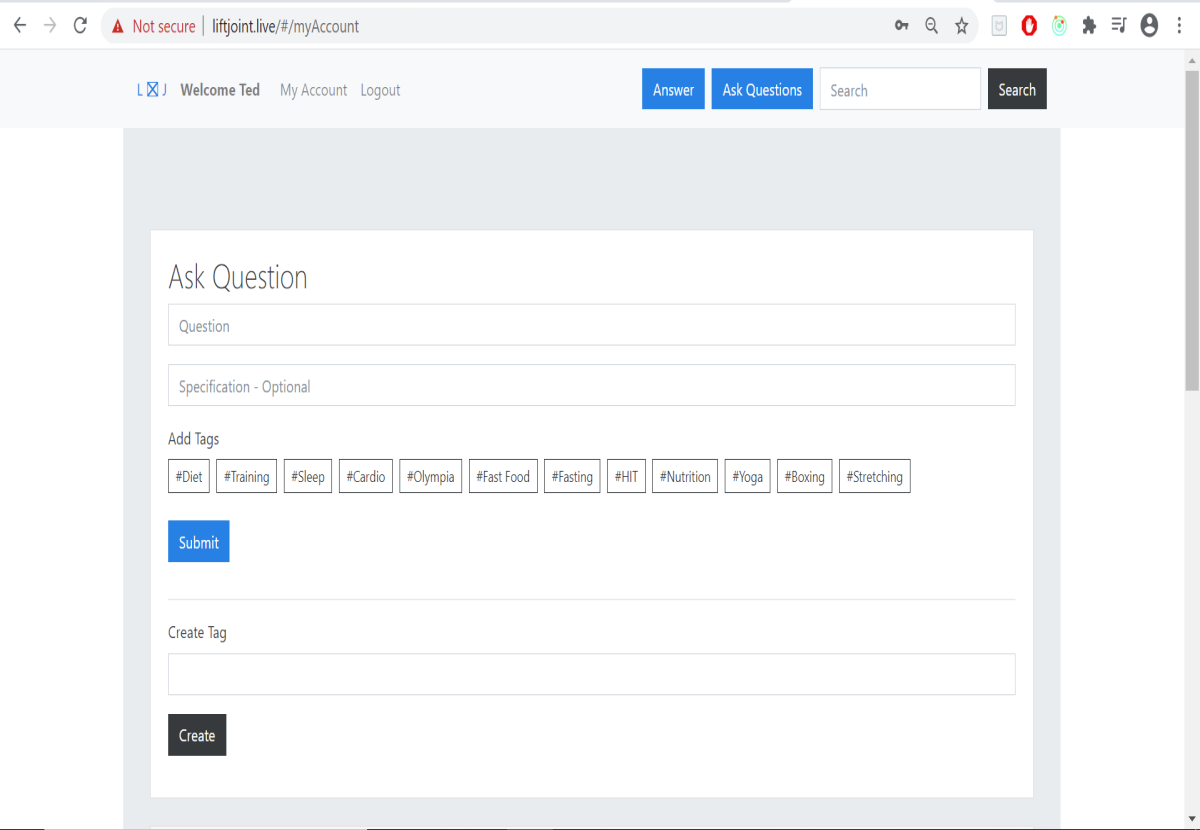 Not secure | liftjoint.live/#/myAccount
L J Welcome Ted My Account Logout Answer Ask Questions Search Search
Ask Question
Question
Specification - Optional
Add Tags
#Diet #Training #Sleep #Cardio #Olympia #Fast Food #Fasting #HIT #Nutrition #Yoga #Boxing #Stretching
Submit
Create Tag
Create